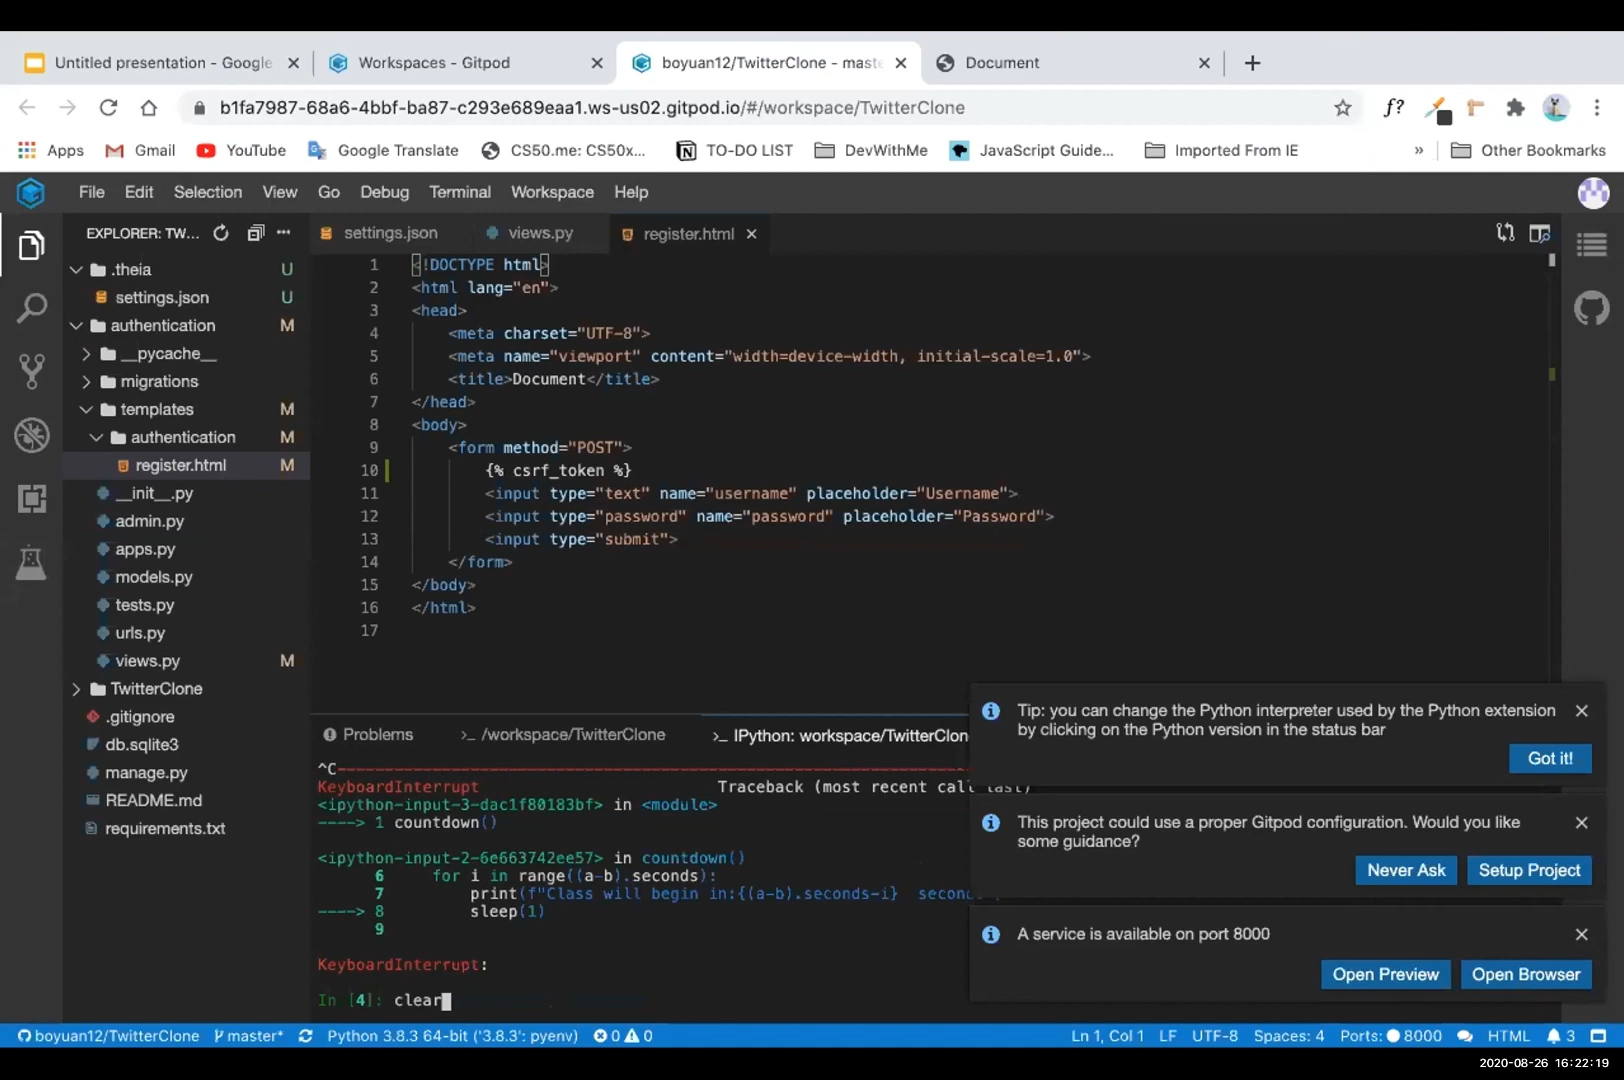 Untitled presentation - Google
Workspaces - Gitpod
boyuan12/TwitterClone - maste
Document
b1fa7987-68a6-4bbf-ba87-c293e689eaa1.ws-us02.gitpod.io/#/workspace/TwitterClone
f?
Apps Gmail YouTube Google Translate CS50.me: CS50x... TO-DO LIST DevWithMe JavaScript Guide... Imported From IE » Other Bookmarks
File Edit Selection View Go Debug Terminal Workspace Help
EXPLORER: TW...
settings.json views.py register.html
.theia U
settings.json U
authentication M
__pycache__
migrations
templates M
authentication M
register.html M
__init__.py
admin.py
apps.py
models.py
tests.py
urls.py
views.py M
TwitterClone
.gitignore
db.sqlite3
manage.py
README.md
requirements.txt
1 <!DOCTYPE html>
2 <html lang="en">
3 <head>
4 <meta charset="UTF-8">
5 <meta name="viewport" content="width=device-width, initial-scale=1.0">
6 <title>Document</title>
7 </head>
8 <body>
9 <form method="POST">
10 {% csrf_token %}
11 <input type="text" name="username" placeholder="Username">
12 <input type="password" name="password" placeholder="Password">
13 <input type="submit">
14 </form>
15 </body>
16 </html>
17
Problems >_ /workspace/TwitterClone >_ IPython: workspace/TwitterClone
^C---------------------------------------------------------------------------
KeyboardInterrupt Traceback (most recent call last)
<ipython-input-3-dac1f80183bf> in <module>
----> 1 countdown()
<ipython-input-2-6e663742ee57> in countdown()
6 for i in range((a-b).seconds):
7 print(f"Class will begin in:{(a-b).seconds-i} secon
----> 8 sleep(1)
9
KeyboardInterrupt:
In [4]: clear
Tip: you can change the Python interpreter used by the Python extension
by clicking on the Python version in the status bar
Got it!
This project could use a proper Gitpod configuration. Would you like
some guidance?
Never Ask Setup Project
A service is available on port 8000
Open Preview Open Browser
boyuan12/TwitterClone master* Python 3.8.3 64-bit ('3.8.3': pyenv) 0 0 Ln 1, Col 1 LF UTF-8 Spaces: 4 Ports: 8000 HTML 3
2020-08-26 16:22:19